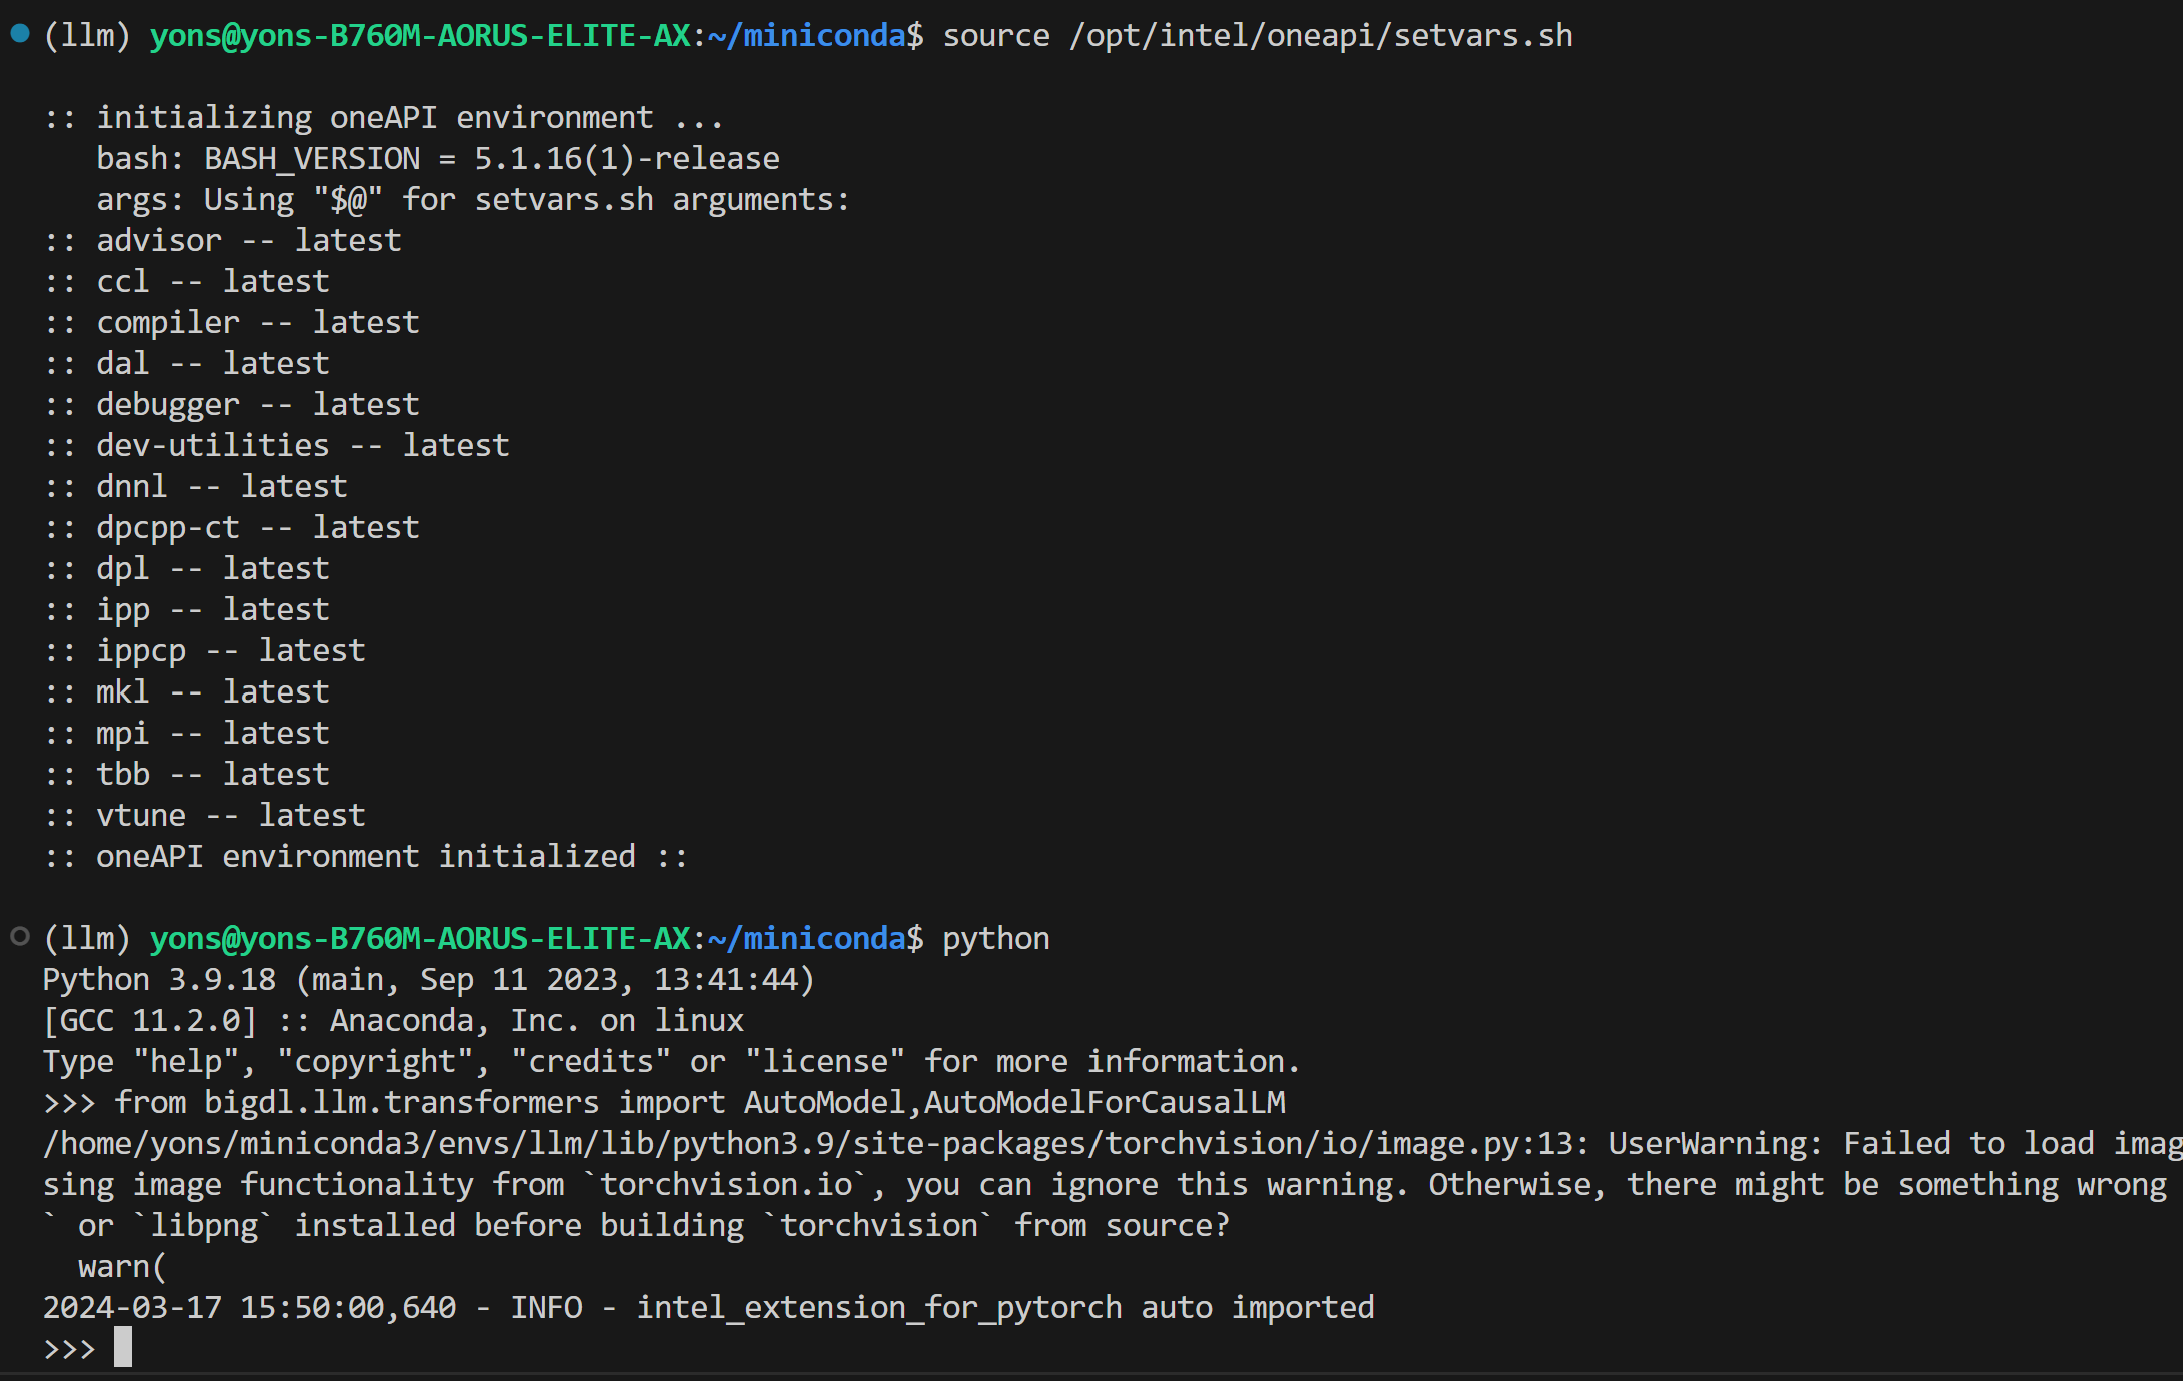 (llm) yons@yons-B760M-AORUS-ELITE-AX:~/miniconda$ source /opt/intel/oneapi/setvars.sh
:: initializing oneAPI environment ...
bash: BASH_VERSION = 5.1.16(1)-release
args: Using "$@" for setvars.sh arguments:
:: advisor -- latest
:: ccl -- latest
:: compiler -- latest
:: dal -- latest
:: debugger -- latest
:: dev-utilities -- latest
:: dnnl -- latest
:: dpcpp-ct -- latest
:: dpl -- latest
:: ipp -- latest
:: ippcp -- latest
:: mkl -- latest
:: mpi -- latest
:: tbb -- latest
:: vtune -- latest
:: oneAPI environment initialized ::
(llm) yons@yons-B760M-AORUS-ELITE-AX:~/miniconda$ python
Python 3.9.18 (main, Sep 11 2023, 13:41:44)
[GCC 11.2.0] :: Anaconda, Inc. on linux
Type "help", "copyright", "credits" or "license" for more information.
>>> from bigdl.llm.transformers import AutoModel,AutoModelForCausalLM
/home/yons/miniconda3/envs/llm/lib/python3.9/site-packages/torchvision/io/image.py:13: UserWarning: Failed to load imag
sing image functionality from `torchvision.io`, you can ignore this warning. Otherwise, there might be something wrong
` or `libpng` installed before building `torchvision` from source?
warn(
2024-03-17 15:50:00,640 - INFO - intel_extension_for_pytorch auto imported
>>>